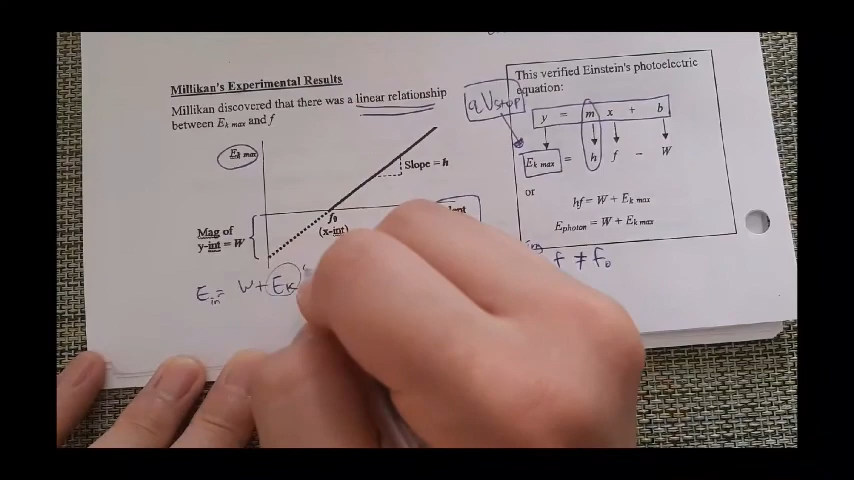 Millikan's Experimental Results
Millikan discovered that there was a linear relationship
between Ek max and f
Ek max
Slope = h
f0
(x-int)
Mag of
y-int = W
Ein = W + Ek
qVstop
This verified Einstein's photoelectric
equation:
y = m x + b
Ek max = h f - W
or
hf = W + Ek max
Ephoton = W + Ek max
f ≠ f0